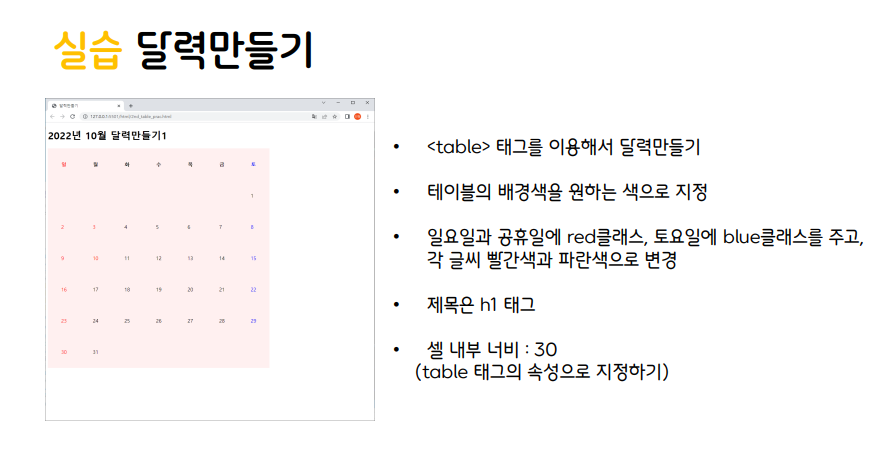 실습 달력만들기
달력만들기
2022년 10월 달력만들기1
일 월 화 수 목 금 토
1
2 3 4 5 6 7 8
9 10 11 12 13 14 15
16 17 18 19 20 21 22
23 24 25 26 27 28 29
30 31
• <table> 태그를 이용해서 달력만들기
• 테이블의 배경색을 원하는 색으로 지정
• 일요일과 공휴일에 red클래스, 토요일에 blue클래스를 주고,
각 글씨 빨간색과 파란색으로 변경
• 제목은 h1 태그
• 셀 내부 너비 : 30
(table 태그의 속성으로 지정하기)